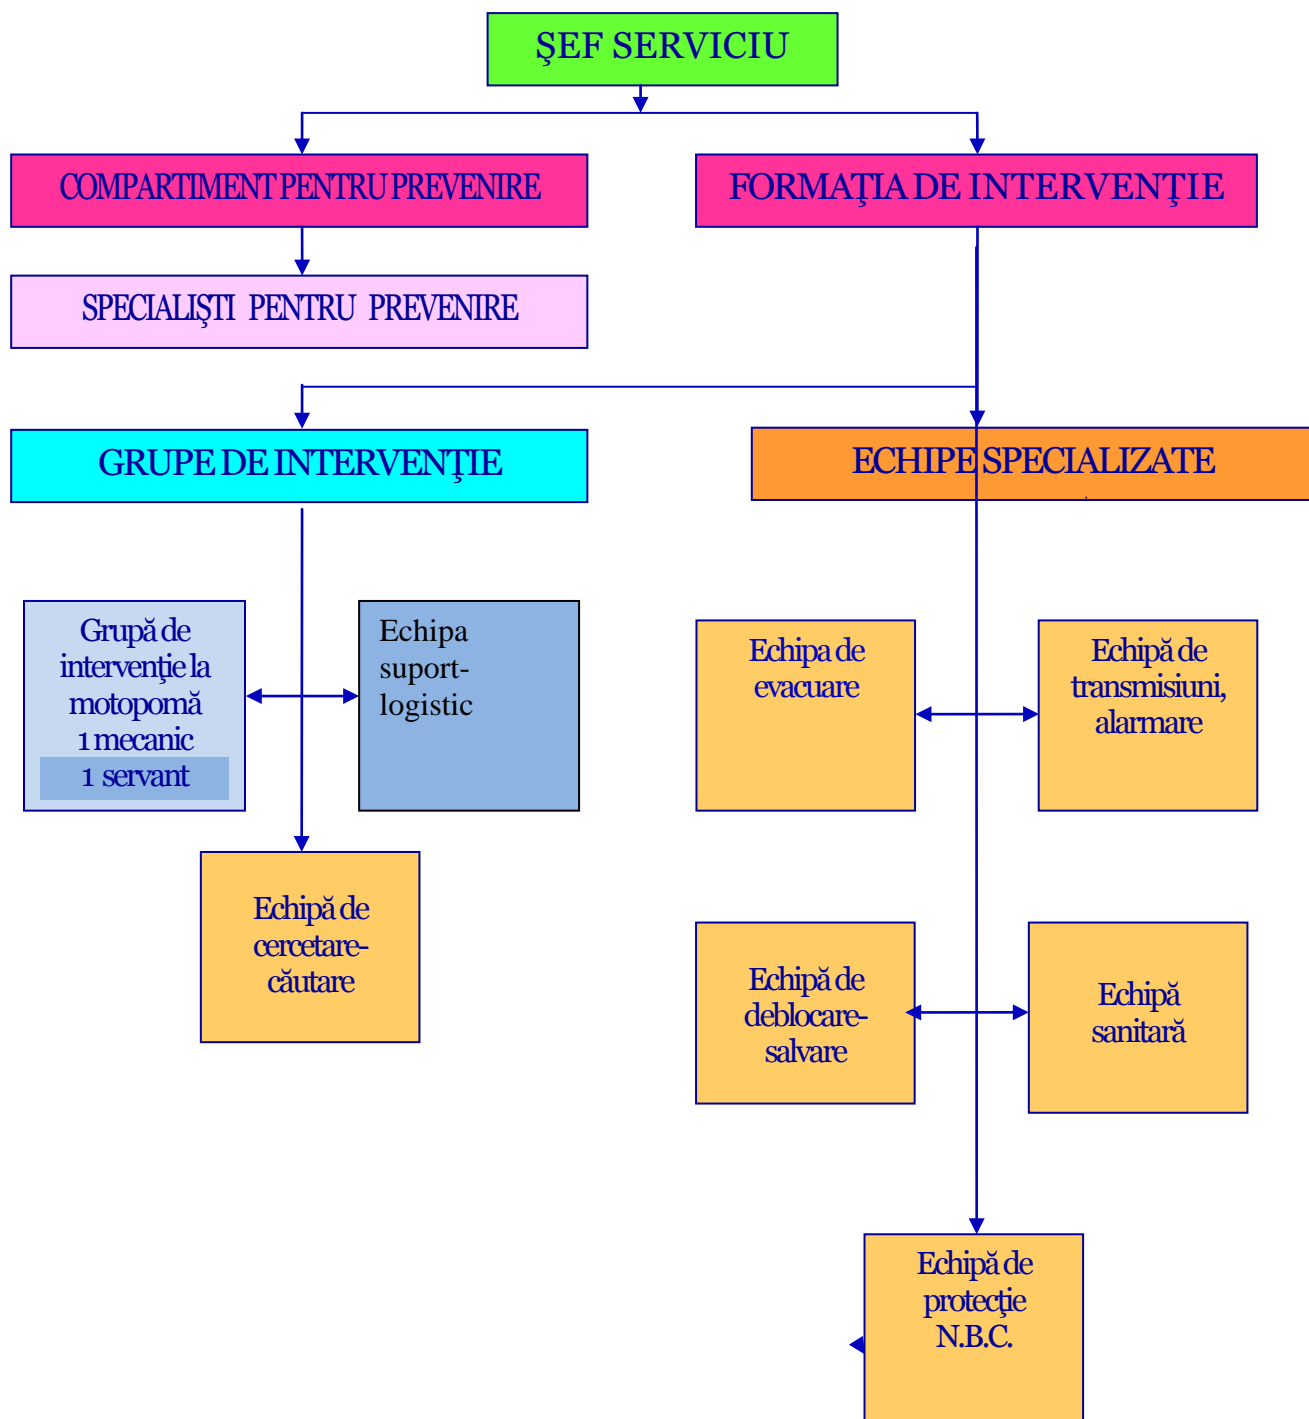 ŞEF SERVICIU
COMPARTIMENT PENTRU PREVENIRE
FORMAŢIA DE INTERVENŢIE
SPECIALIŞTI PENTRU PREVENIRE
GRUPE DE INTERVENŢIE
ECHIPE SPECIALIZATE
Grupă de
intervenţie la
motopomă
1 mecanic
1 servant
Echipa
suport-
logistic
Echipa de
evacuare
Echipă de
transmisiuni,
alarmare
Echipă de
cercetare-
căutare
Echipă de
deblocare-
salvare
Echipă
sanitară
Echipă de
protecţie
N.B.C.